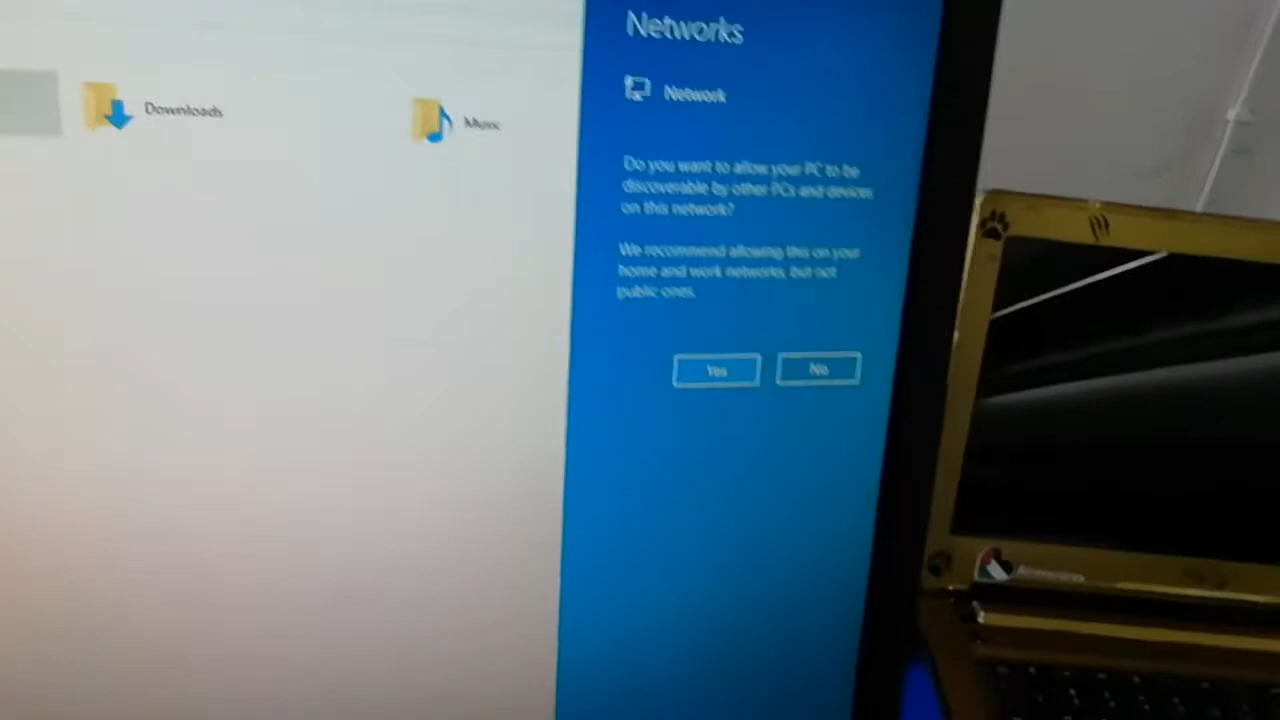 Networks
Network
Downloads
Music
Do you want to allow your PC to be
discoverable by other PCs and devices
on this network?
We recommend allowing this on your
home and work networks, but not
public ones.
Yes
No